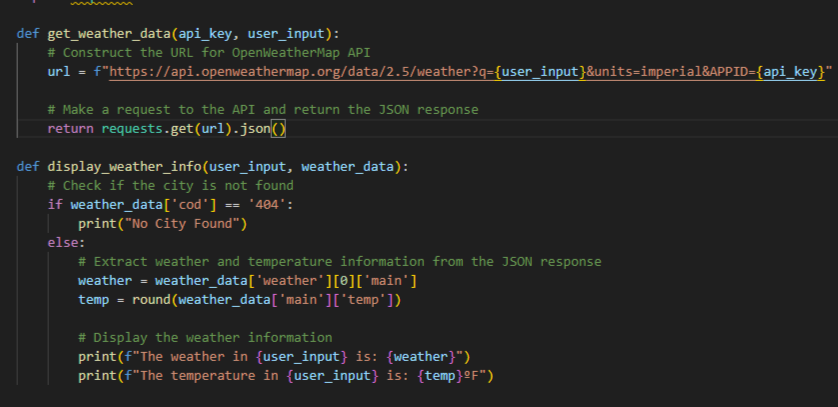 def get_weather_data(api_key, user_input):
    # Construct the URL for OpenWeatherMap API
    url = f"https://api.openweathermap.org/data/2.5/weather?q={user_input}&units=imperial&APPID={api_key}"
    # Make a request to the API and return the JSON response
    return requests.get(url).json()
def display_weather_info(user_input, weather_data):
    # Check if the city is not found
    if weather_data['cod'] == '404':
        print("No City Found")
    else:
        # Extract weather and temperature information from the JSON response
        weather = weather_data['weather'][0]['main']
        temp = round(weather_data['main']['temp'])
        # Display the weather information
        print(f"The weather in {user_input} is: {weather}")
        print(f"The temperature in {user_input} is: {temp}ºF")